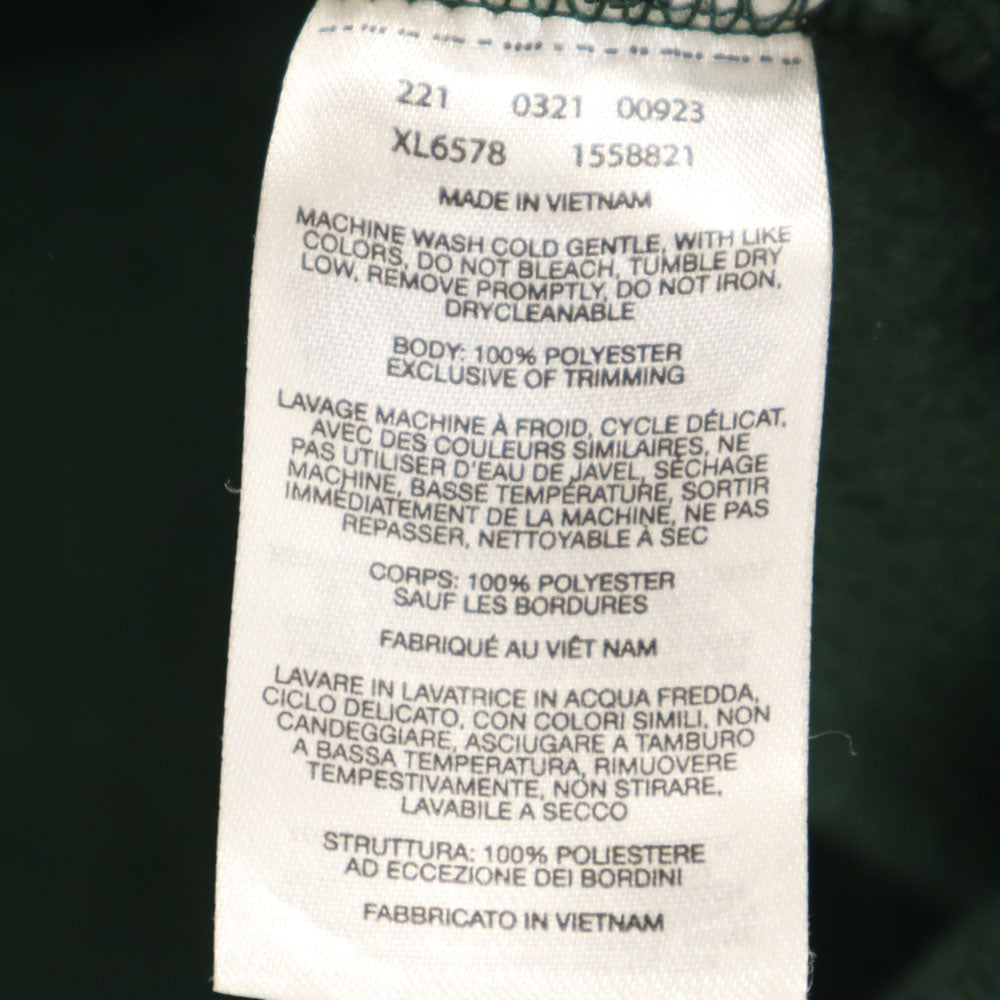 221 0321 00923
XL6578 1558821
MADE IN VIETNAM
MACHINE WASH COLD GENTLE, WITH LIKE
COLORS, DO NOT BLEACH, TUMBLE DRY
LOW, REMOVE PROMPTLY, DO NOT IRON,
DRYCLEANABLE
BODY: 100% POLYESTER
EXCLUSIVE OF TRIMMING
LAVAGE MACHINE À FROID, CYCLE DÉLICAT,
AVEC DES COULEURS SIMILAIRES, NE
PAS UTILISER D'EAU DE JAVEL, SÉCHAGE
MACHINE, BASSE TEMPÉRATURE, SORTIR
IMMÉDIATEMENT DE LA MACHINE, NE PAS
REPASSER, NETTOYABLE À SEC
CORPS: 100% POLYESTER
SAUF LES BORDURES
FABRIQUÉ AU VIÊT NAM
LAVARE IN LAVATRICE IN ACQUA FREDDA,
CICLO DELICATO, CON COLORI SIMILI, NON
CANDEGGIARE, ASCIUGARE A TAMBURO
A BASSA TEMPERATURA, RIMUOVERE
TEMPESTIVAMENTE, NON STIRARE,
LAVABILE A SECCO
STRUTTURA: 100% POLIESTERE
AD ECCEZIONE DEI BORDINI
FABBRICATO IN VIETNAM